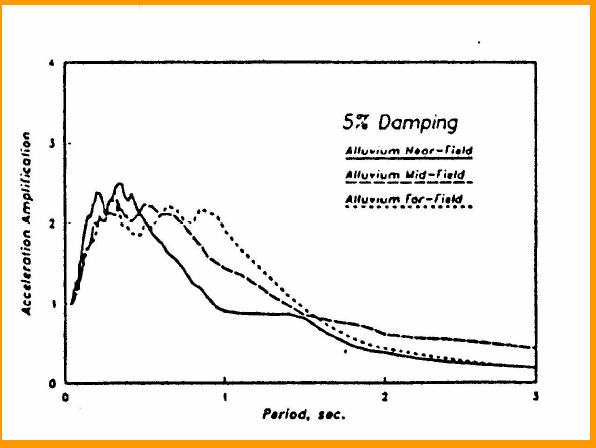 4
3
2
1
0
Acceleration Amplification
5% Damping
Alluvium Near-Field
Alluvium Mid-Field
Alluvium Far-Field
0 1 2 3
Period, sec.